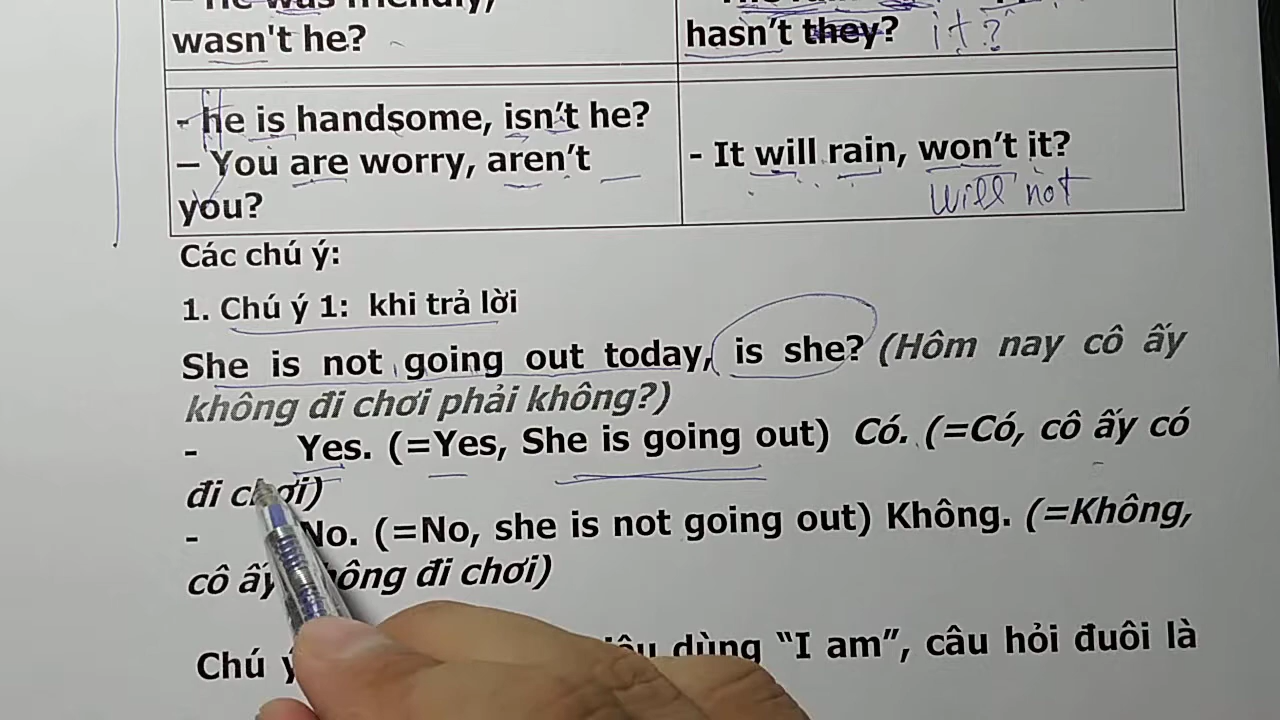 wasn't he?
hasn't they? it?
- he is handsome, isn't he?
– You are worry, aren't
you?
- It will rain, won't it?
will not
Các chú ý:
1. Chú ý 1: khi trả lời
She is not going out today, is she? (Hôm nay cô ấy
không đi chơi phải không?)
- Yes. (=Yes, She is going out) Có. (=Có, cô ấy có
đi chơi)
- No. (=No, she is not going out) Không. (=Không,
cô ấy không đi chơi)
Chú ý dùng “I am”, câu hỏi đuôi là